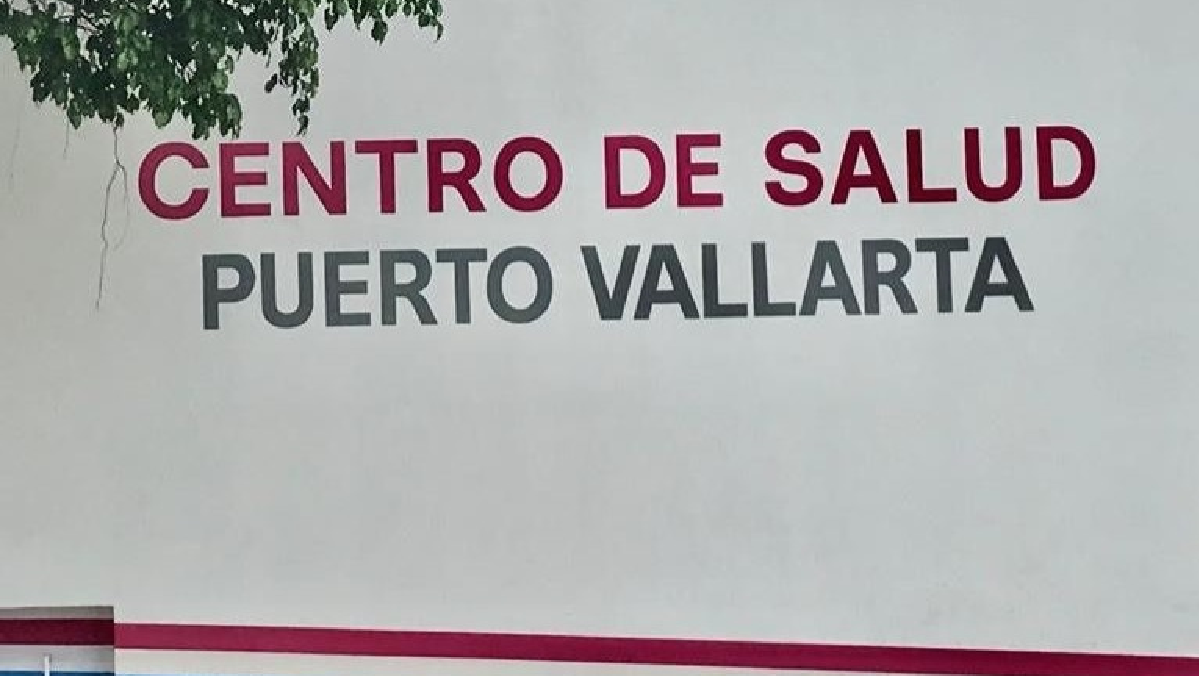 CENTRO DE SALUD
PUERTO VALLARTA